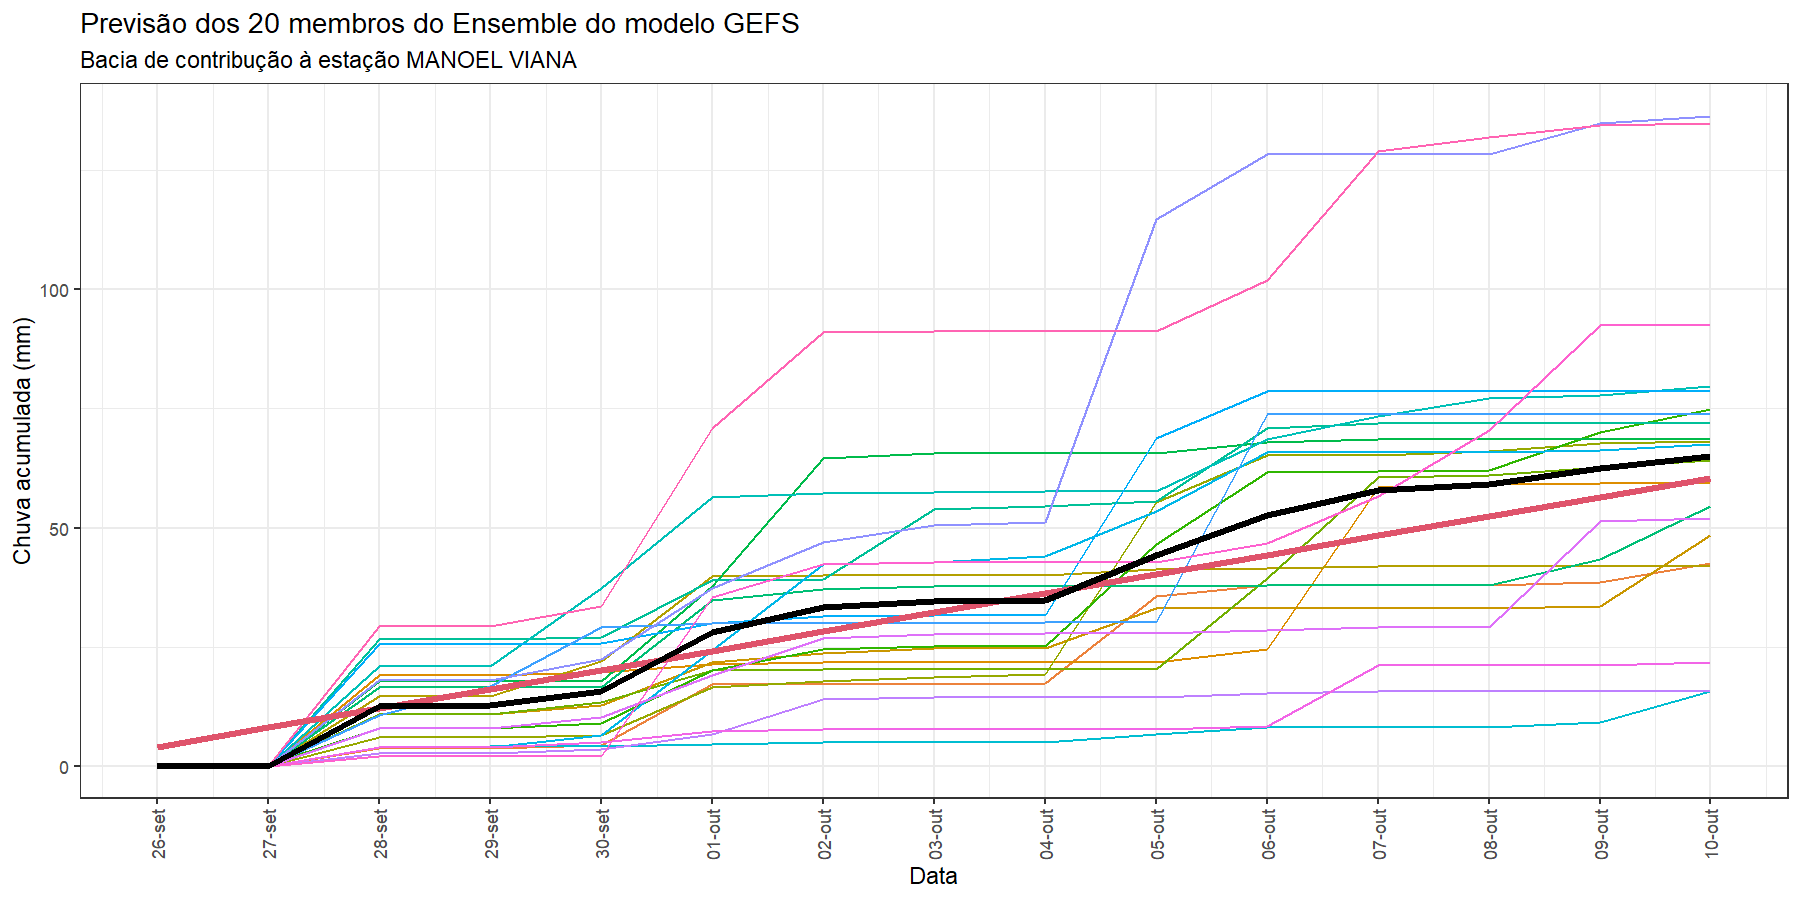 Previsão dos 20 membros do Ensemble do modelo GEFS
Bacia de contribução à estação MANOEL VIANA
Chuva acumulada (mm)
100
50
0
26-set
27-set
28-set
29-set
30-set
01-out
02-out
03-out
04-out
05-out
06-out
07-out
08-out
09-out
10-out
Data